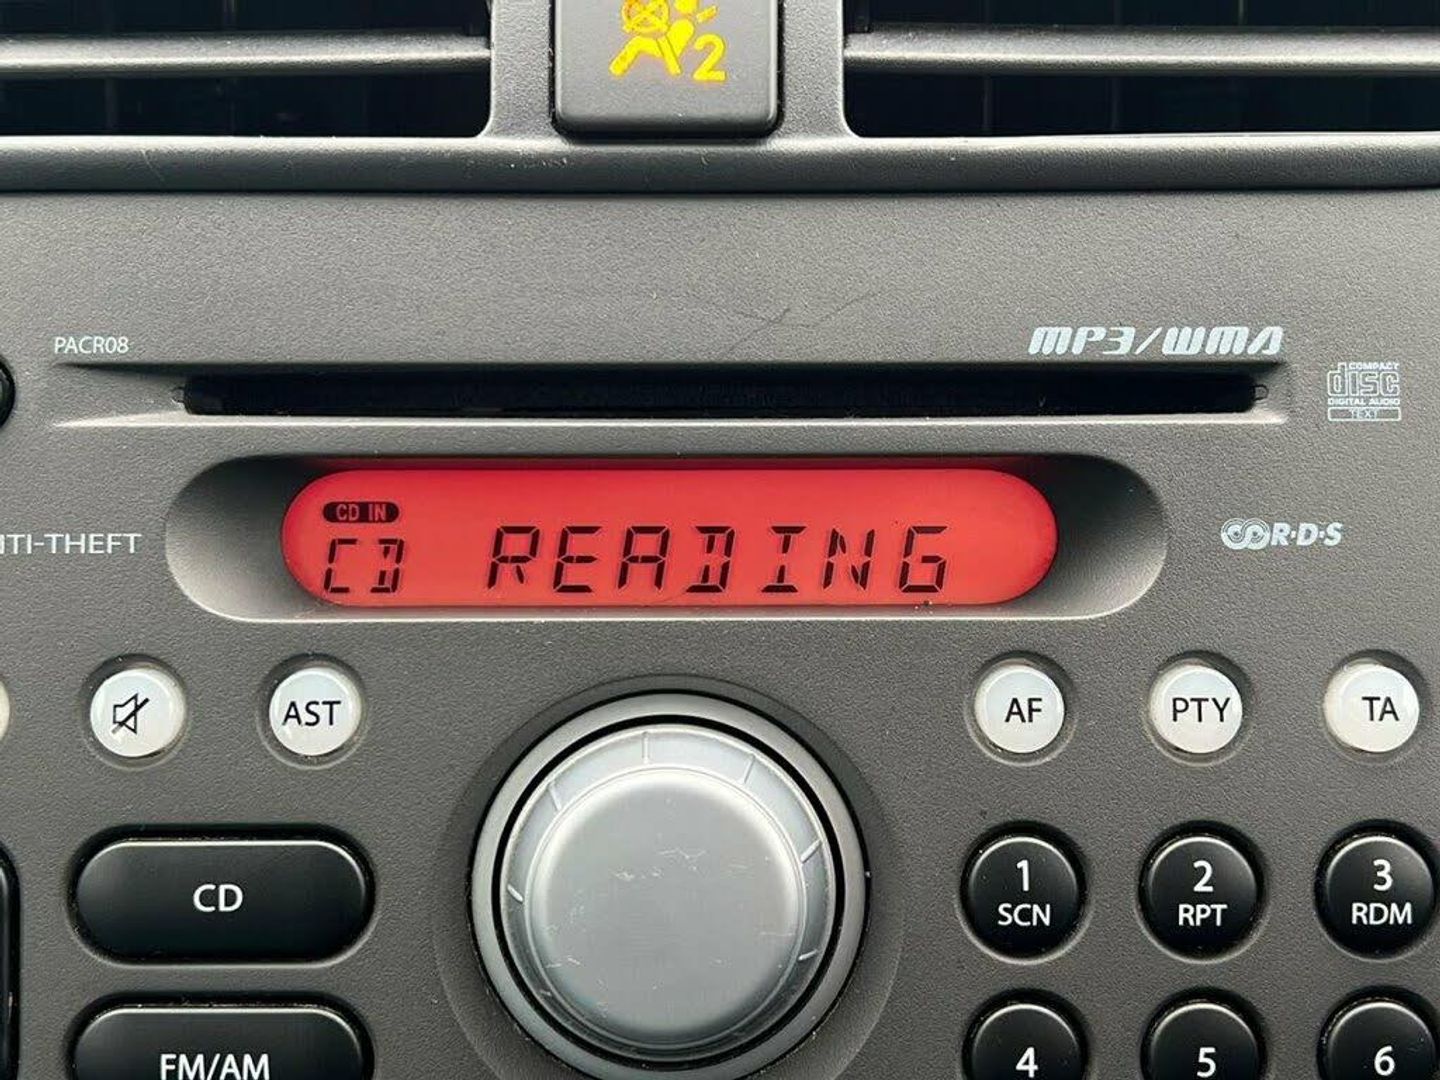 2
PACR08
MP3/WMA
COMPACT
disc
DIGITAL AUDIO
TEXT
CD IN
CD READING
TI-THEFT
R·D·S
AST
AF
PTY
TA
CD
1
SCN
2
RPT
3
RDM
FM/AM
4
5
6